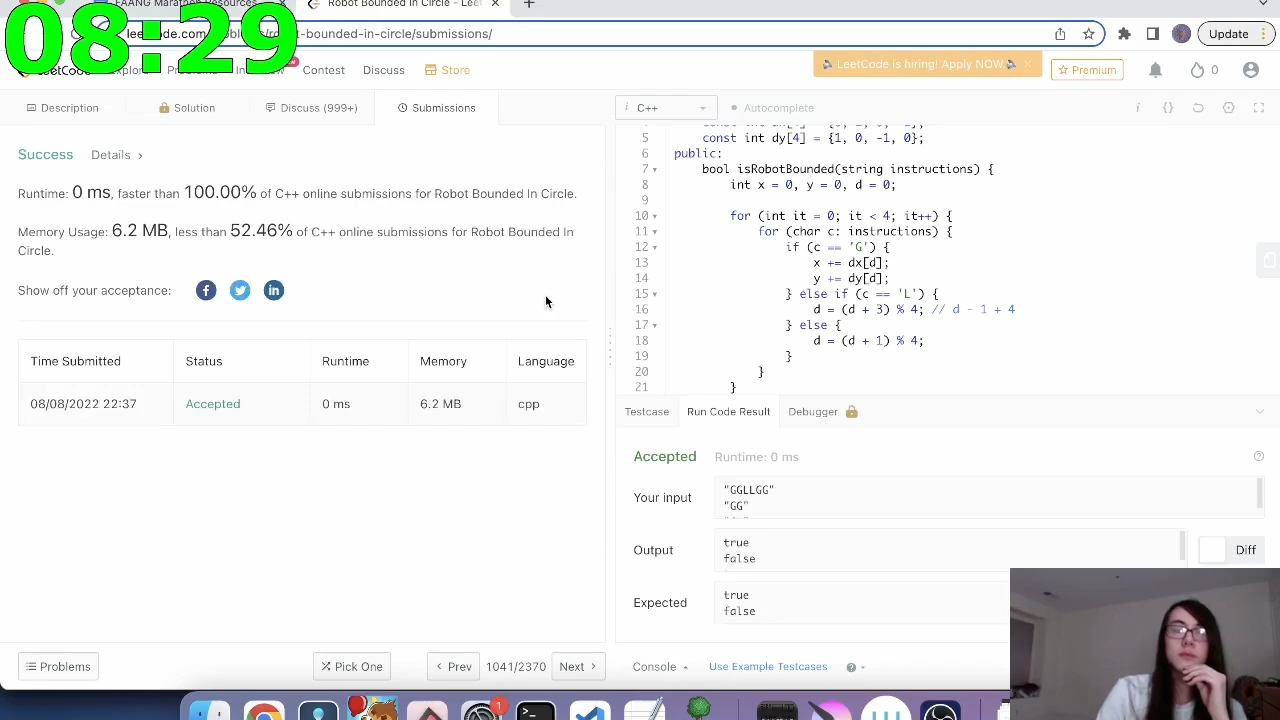 08:29
FAANG Marathon Resources
Robot Bounded In Circle - Leet
leetcode.com
bot-bounded-in-circle/submissions/
Update
Contest
Discuss
Store
LeetCode is hiring! Apply NOW.
Premium
0
Description
Solution
Discuss (999+)
Submissions
i C++
Autocomplete
5 const int dy[4] = {1, 0, -1, 0};
6 public:
7 bool isRobotBounded(string instructions) {
8 int x = 0, y = 0, d = 0;
9
10 for (int it = 0; it < 4; it++) {
11 for (char c: instructions) {
12 if (c == 'G') {
13 x += dx[d];
14 y += dy[d];
15 } else if (c == 'L') {
16 d = (d + 3) % 4; // d - 1 + 4
17 } else {
18 d = (d + 1) % 4;
19 }
20 }
21 }
Success
Details
Runtime: 0 ms, faster than 100.00% of C++ online submissions for Robot Bounded In Circle.
Memory Usage: 6.2 MB, less than 52.46% of C++ online submissions for Robot Bounded In
Circle.
Show off your acceptance:
Time Submitted Status Runtime Memory Language
08/08/2022 22:37 Accepted 0 ms 6.2 MB cpp
Testcase
Run Code Result
Debugger
Accepted
Runtime: 0 ms
Your input
"GGLLGG"
"GG"
Output
true
false
Diff
Expected
true
false
Problems
Pick One
Prev
1041/2370
Next
Console
Use Example Testcases
1